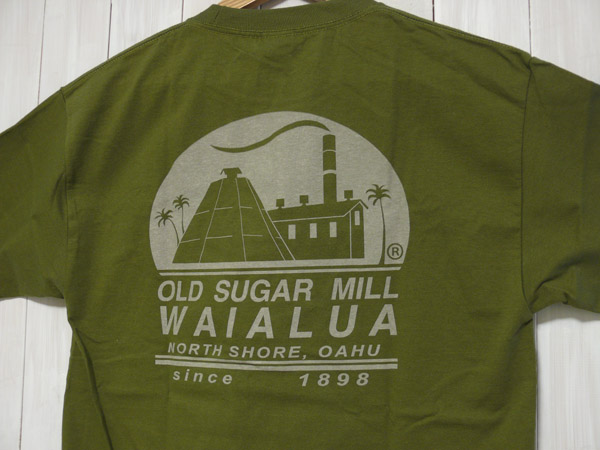 ®
OLD SUGAR MILL
WAIALUA
NORTH SHORE, OAHU
since 1898